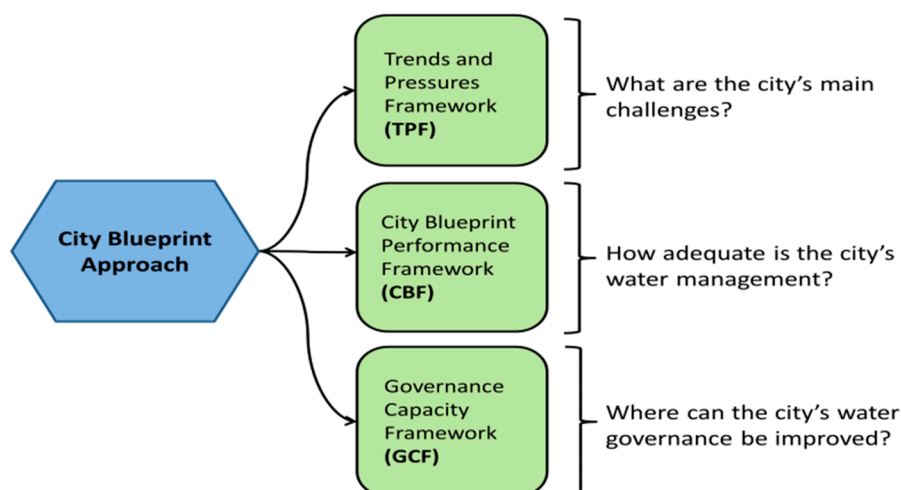 Trends and
Pressures
Framework
(TPF)
What are the city’s main
challenges?
City Blueprint
Approach
City Blueprint
Performance
Framework
(CBF)
How adequate is the city’s
water management?
Governance
Capacity
Framework
(GCF)
Where can the city’s water
governance be improved?